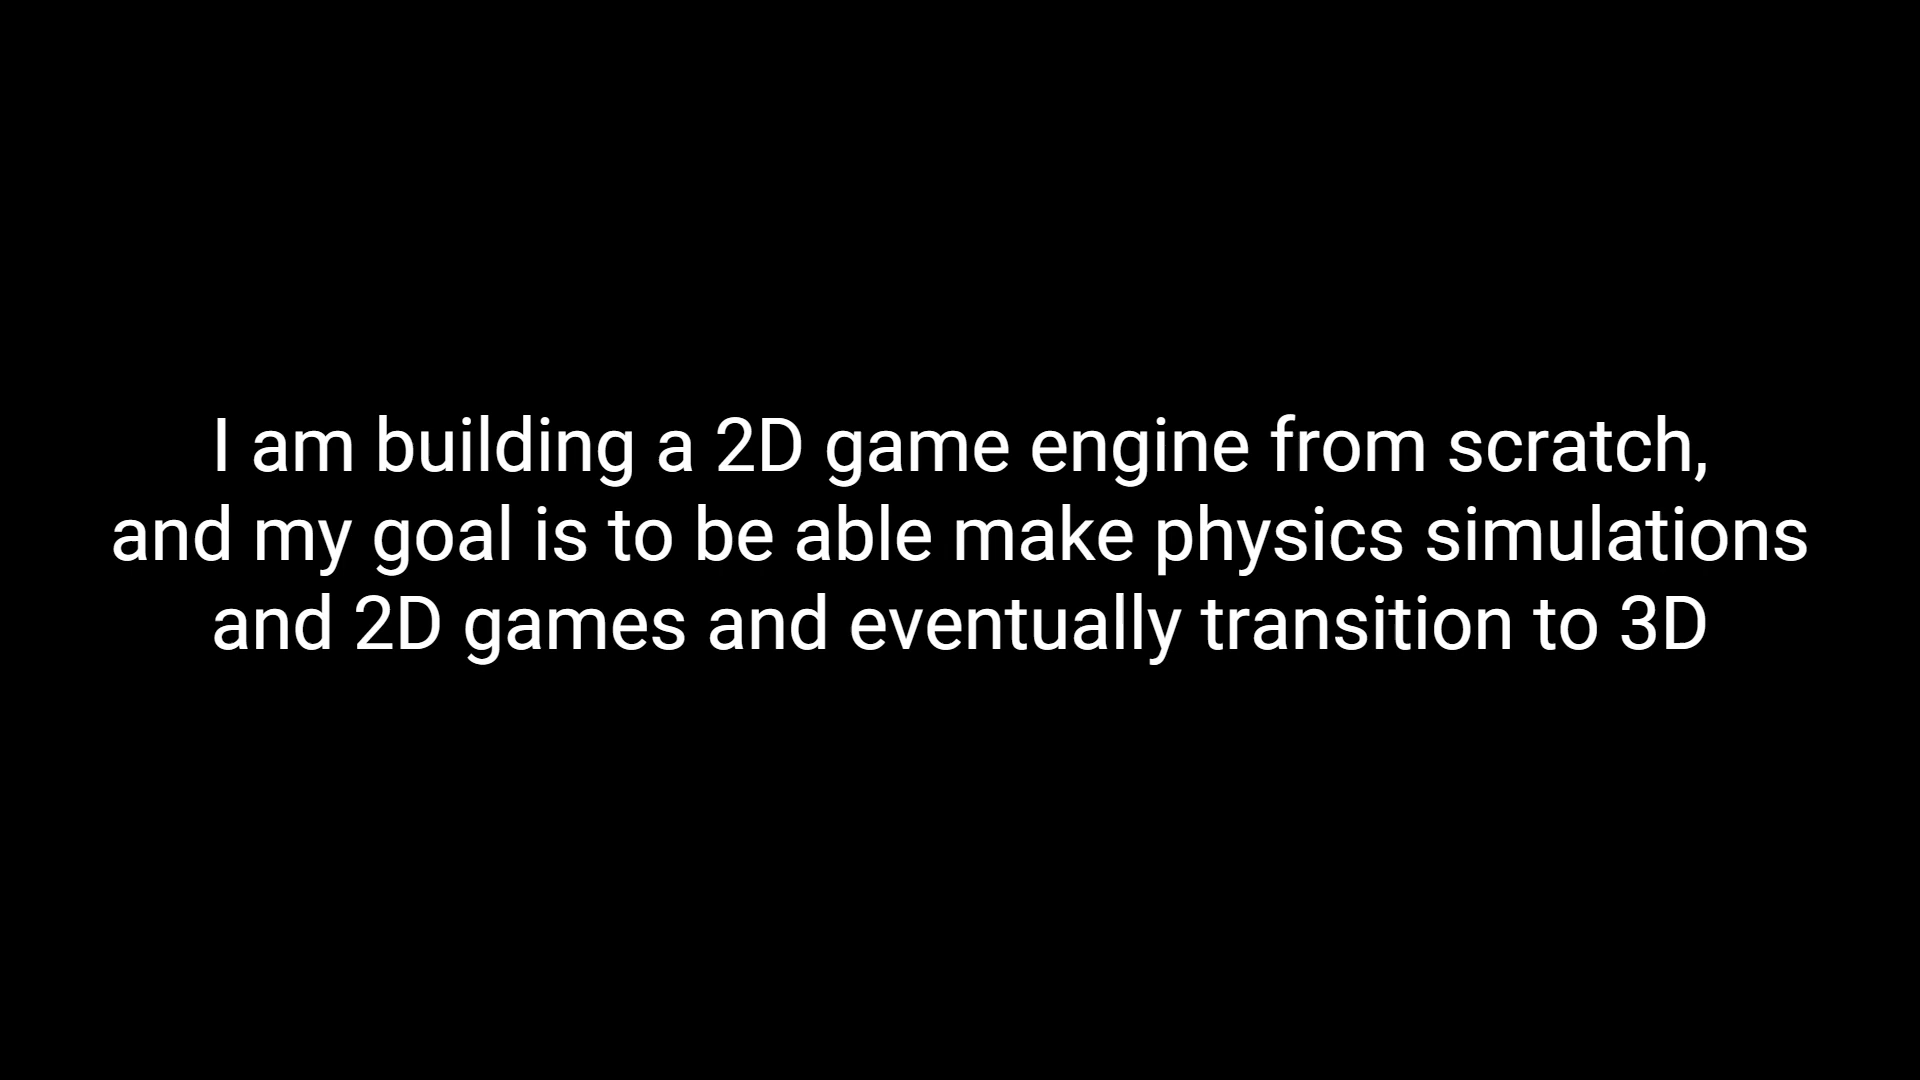 I am building a 2D game engine from scratch,
and my goal is to be able make physics simulations
and 2D games and eventually transition to 3D